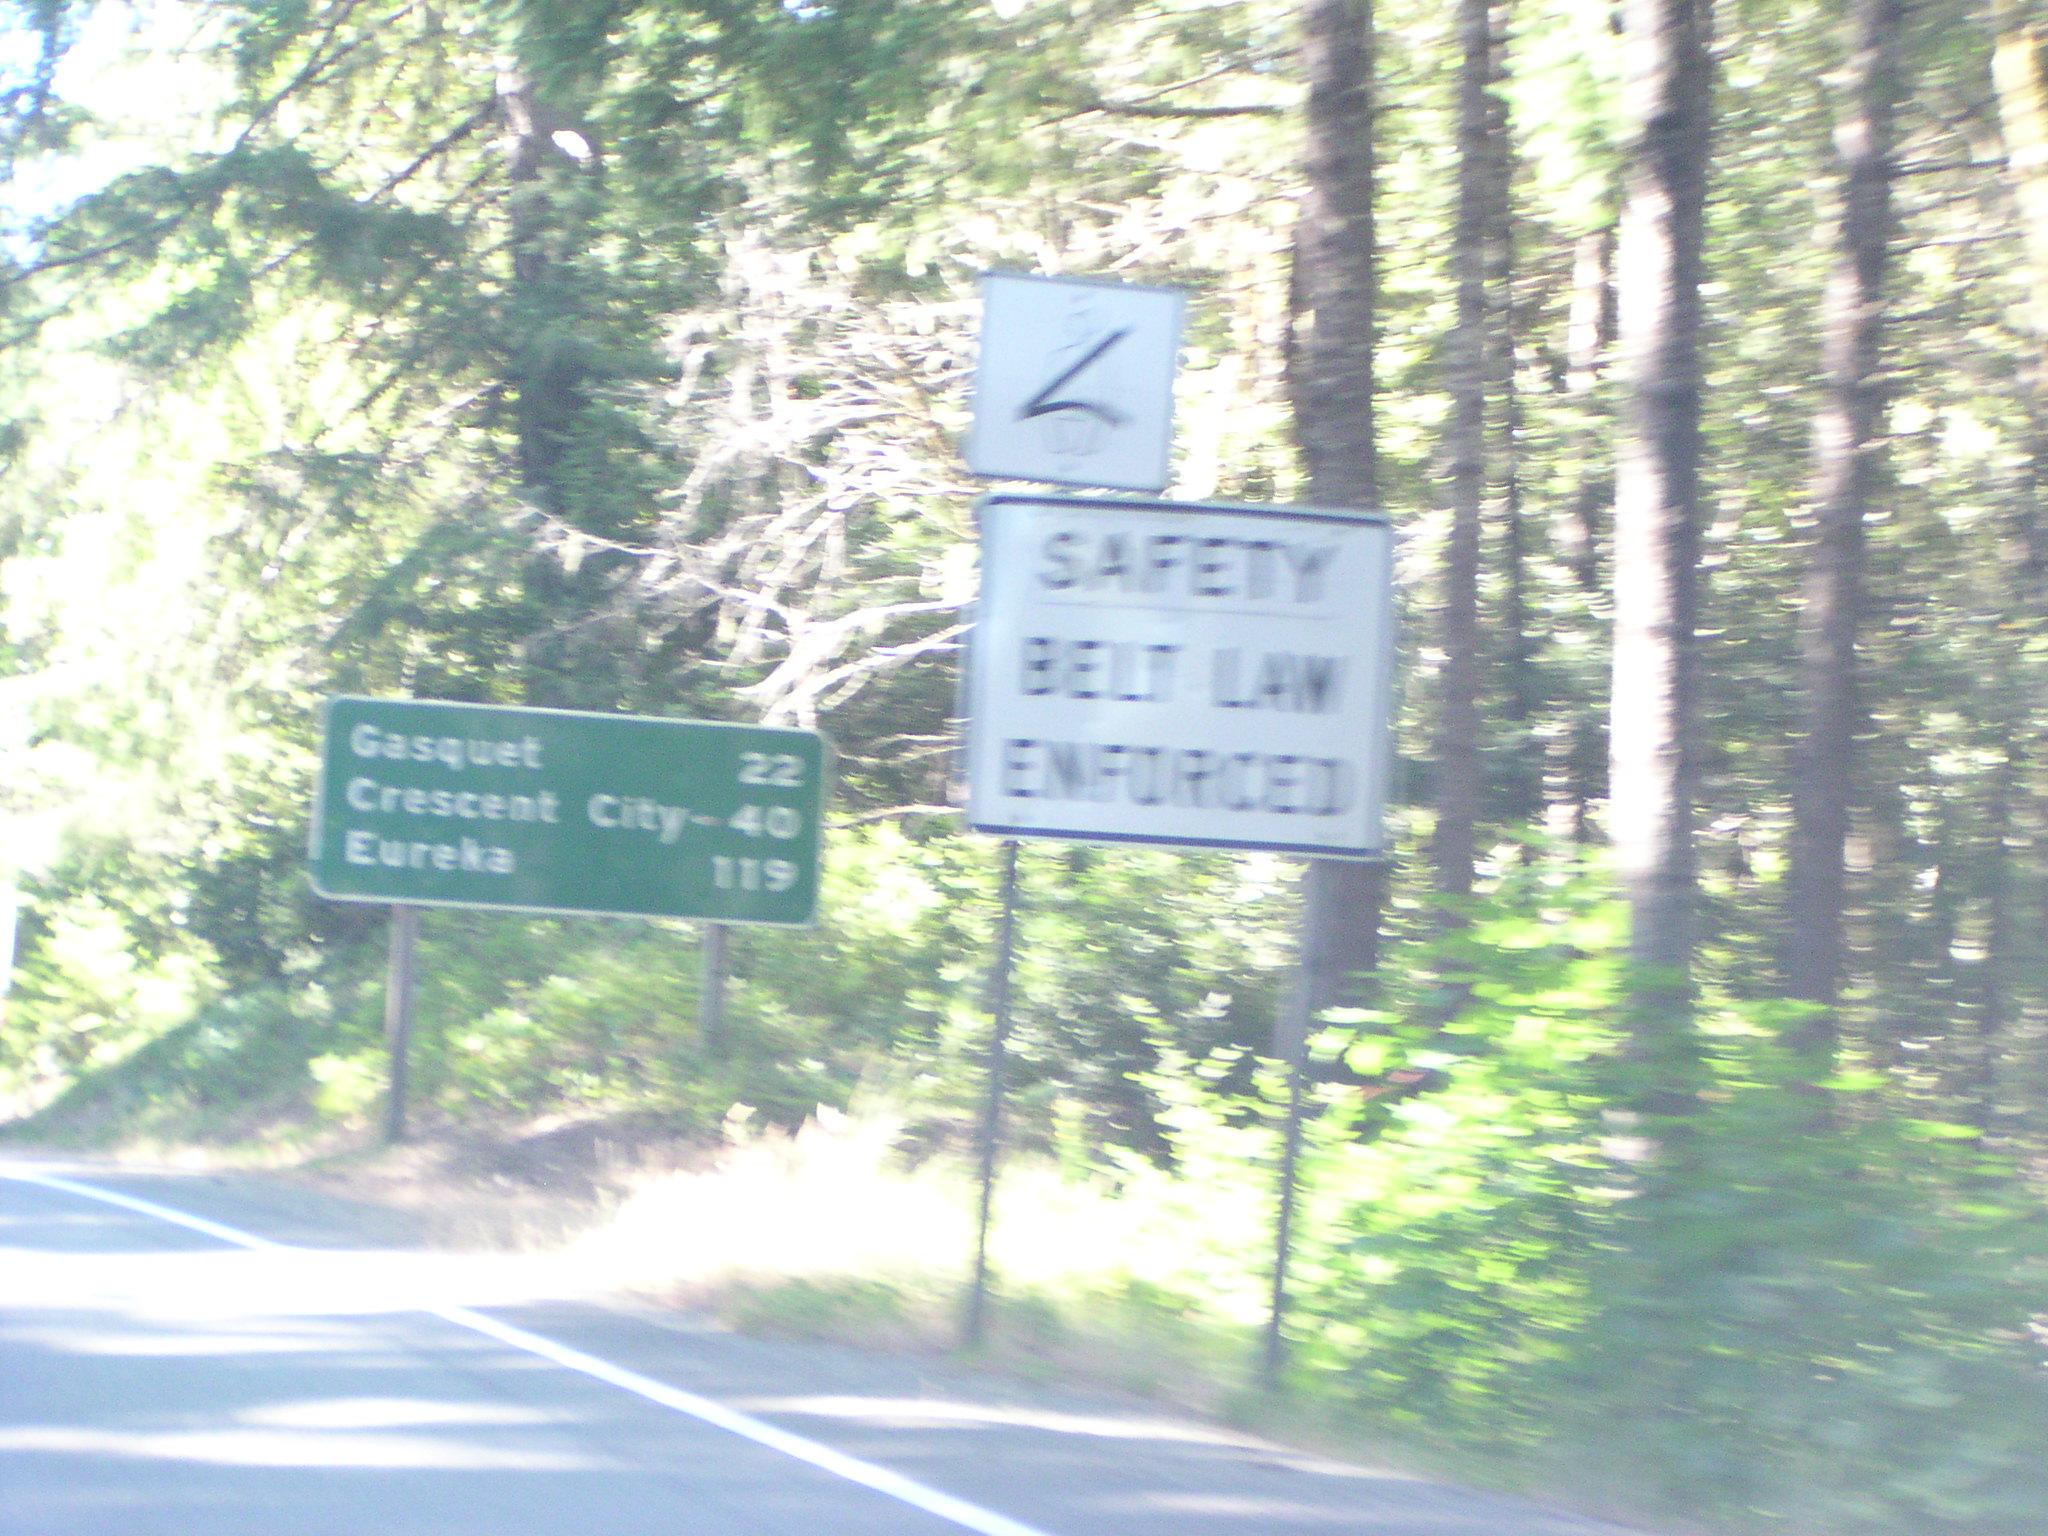 Gasquet 22
Crescent City - 40
Eureka 119
SAFETY
BELT LAW
ENFORCED